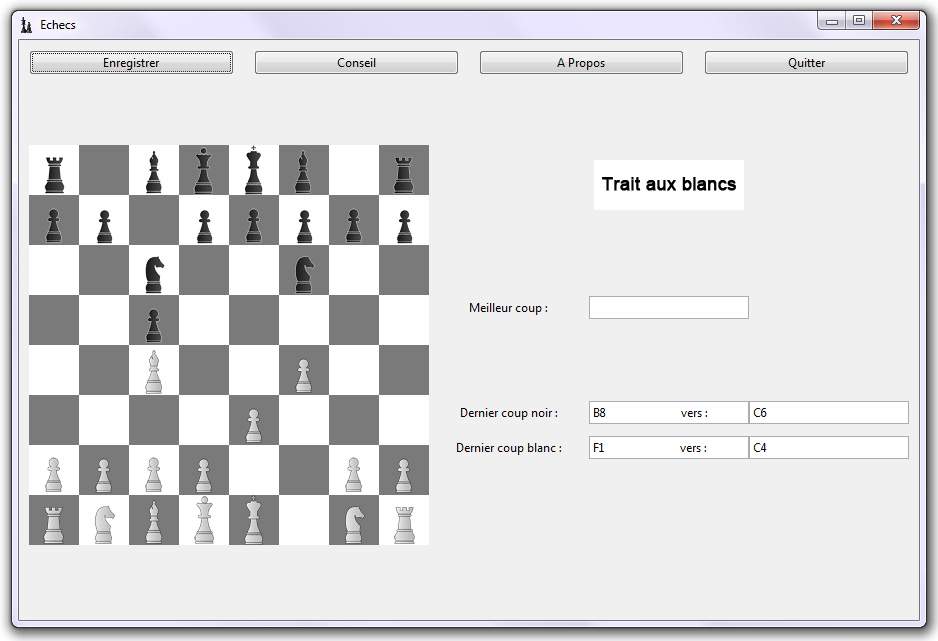 Echecs
Enregistrer Conseil A Propos Quitter
Trait aux blancs
Meilleur coup :
Dernier coup noir : B8 vers : C6
Dernier coup blanc : F1 vers : C4